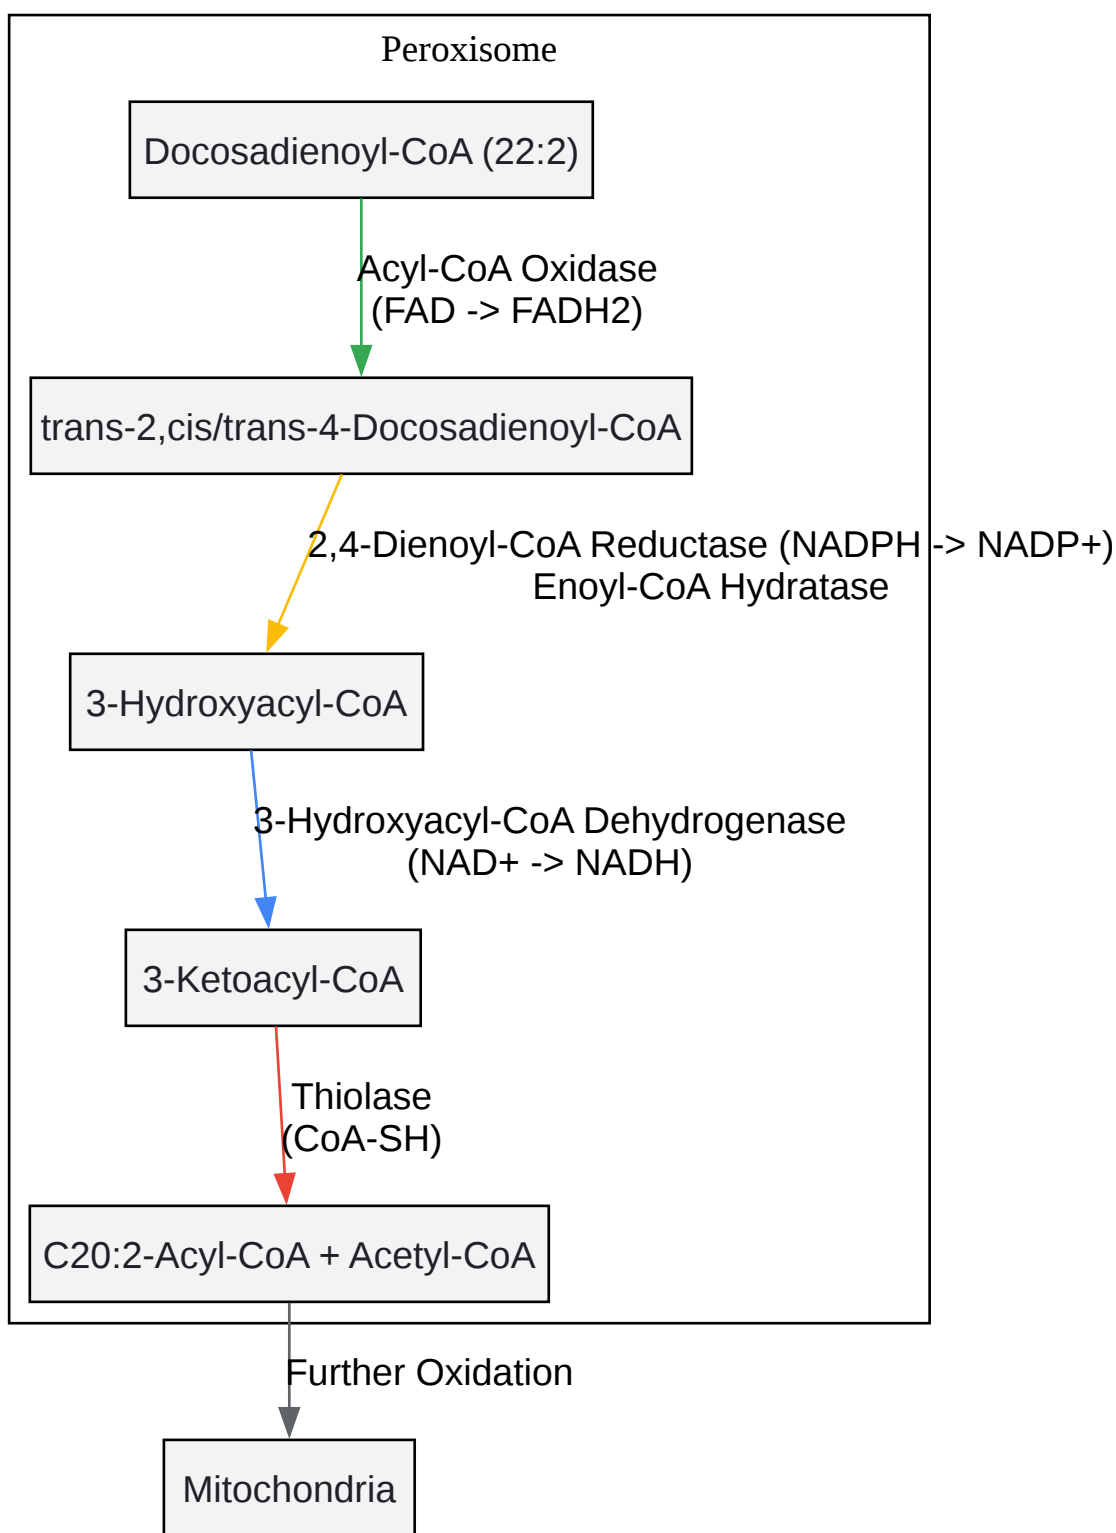 Peroxisome
Docosadienoyl-CoA (22:2)
Acyl-CoA Oxidase
(FAD -> FADH2)
trans-2,cis/trans-4-Docosadienoyl-CoA
2,4-Dienoyl-CoA Reductase (NADPH -> NADP+)
Enoyl-CoA Hydratase
3-Hydroxyacyl-CoA
3-Hydroxyacyl-CoA Dehydrogenase
(NAD+ -> NADH)
3-Ketoacyl-CoA
Thiolase
(CoA-SH)
C20:2-Acyl-CoA + Acetyl-CoA
Further Oxidation
Mitochondria